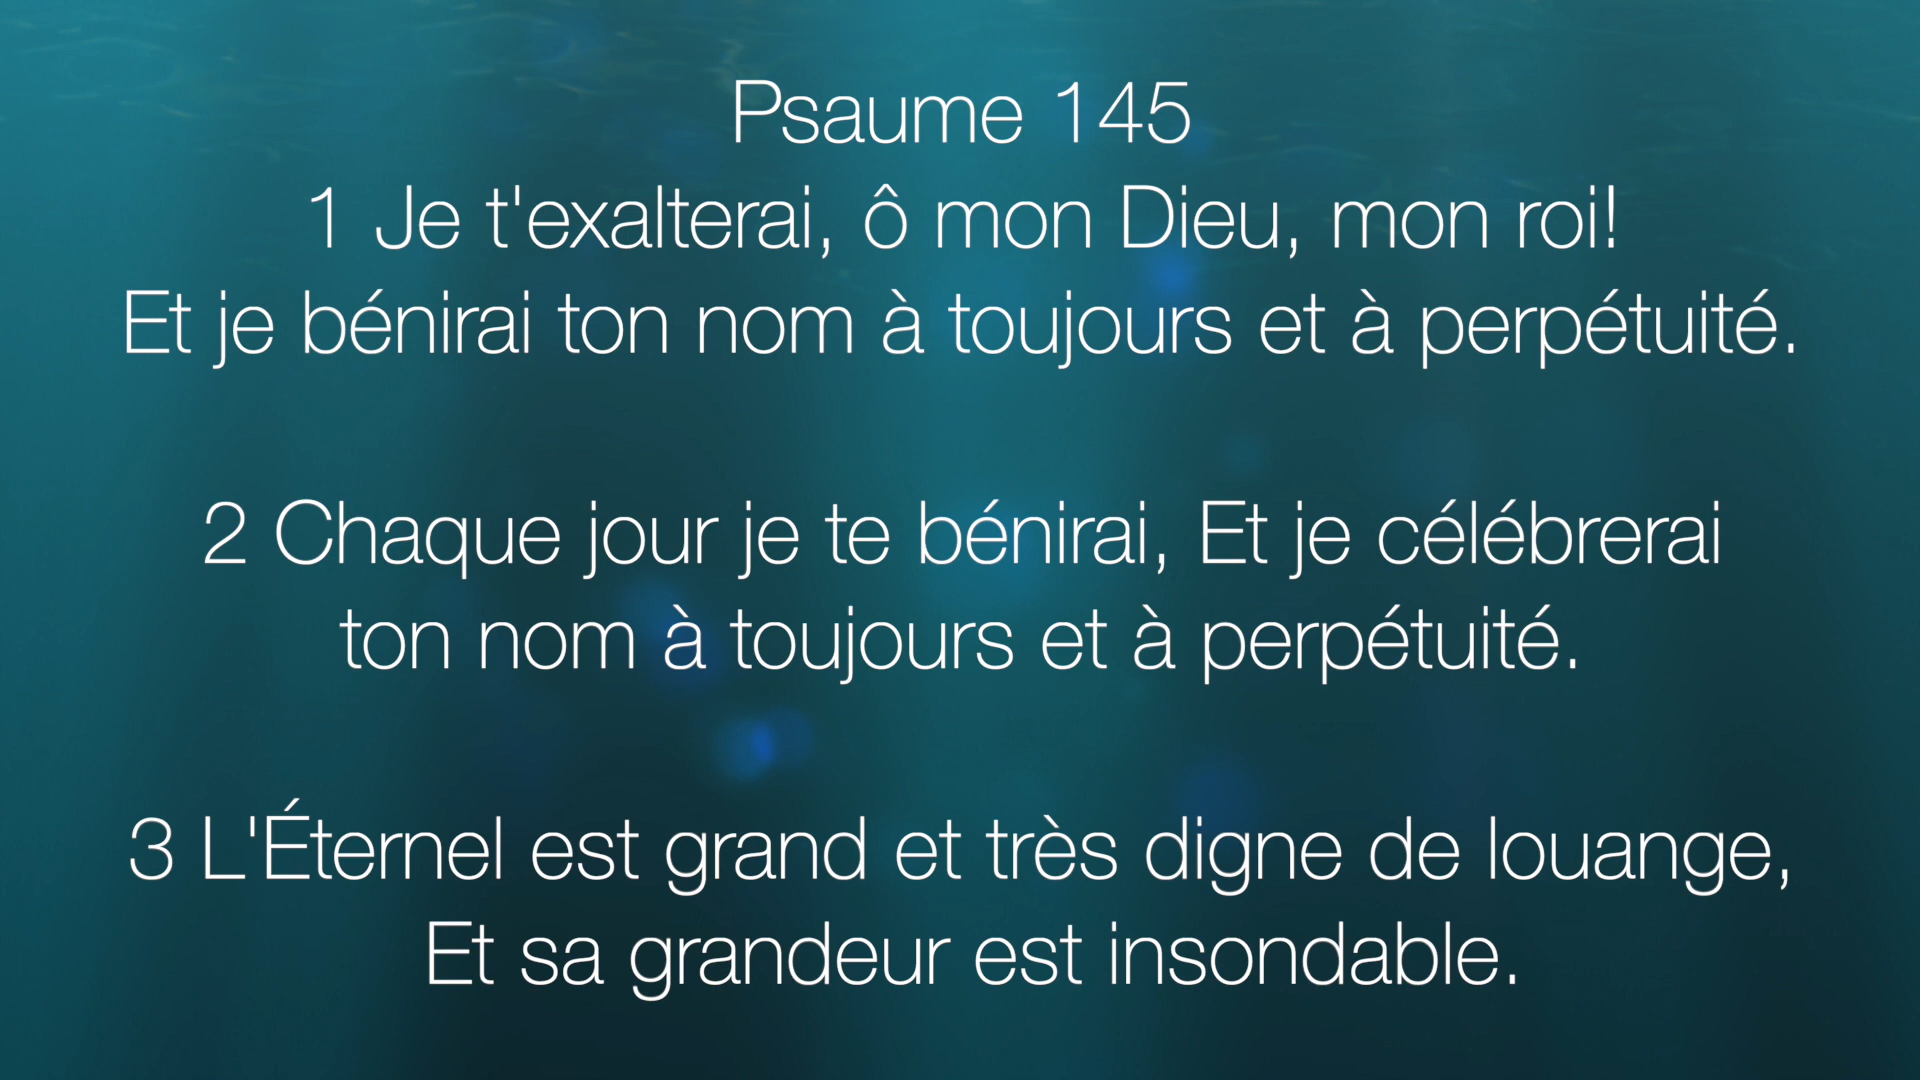 Psaume 145
1 Je t'exalterai, ô mon Dieu, mon roi!
Et je bénirai ton nom à toujours et à perpétuité.
2 Chaque jour je te bénirai, Et je célébrerai
ton nom à toujours et à perpétuité.
3 L'Éternel est grand et très digne de louange,
Et sa grandeur est insondable.